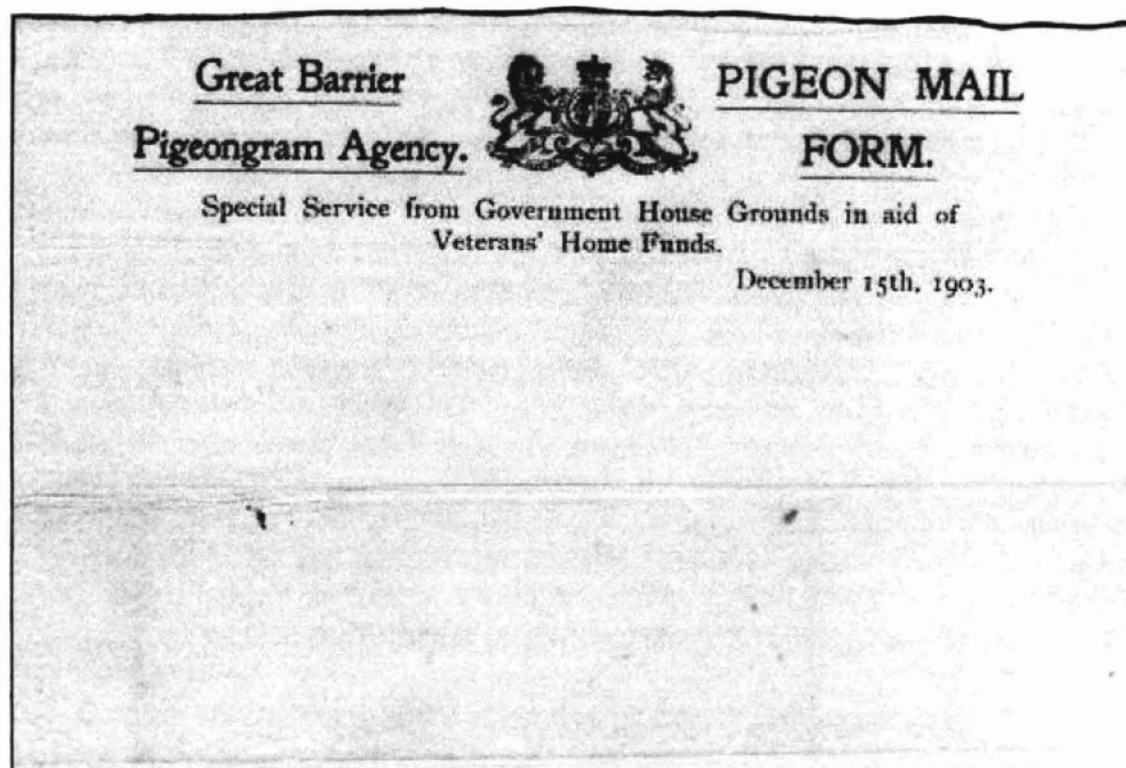 Great Barrier
Pigeongram Agency.
PIGEON MAIL
FORM.
Special Service from Government House Grounds in aid of
Veterans' Home Funds.
December 15th, 1903.